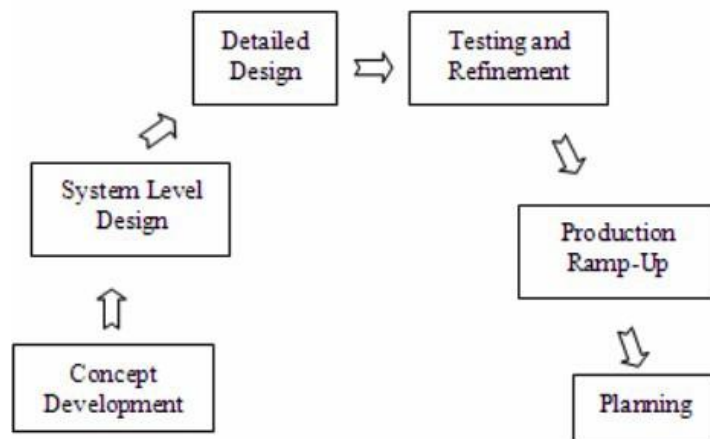 Detailed
Design
Testing and
Refinement
System Level
Design
Production
Ramp-Up
Concept
Development
Planning